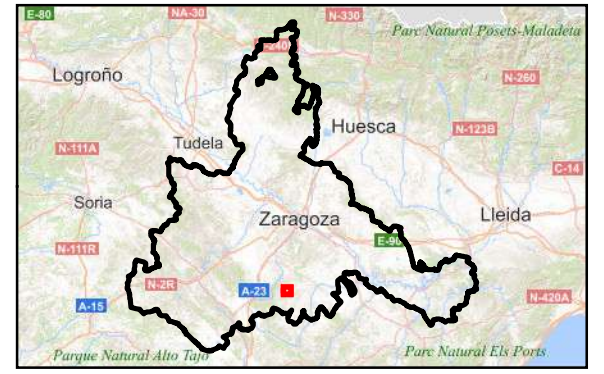 E-80
NA-30
N-330
Parc Natural Posets-Maladeta
-240
Logroño
N-260
Huesca
N-123B
Tudela
N-111A
C-14
Soria
Zaragoza
Lleida
N-111R
E-90
N-2R
A-23
A-15
N-420A
Parque Natural Alto Tajo
Parc Natural Els Ports